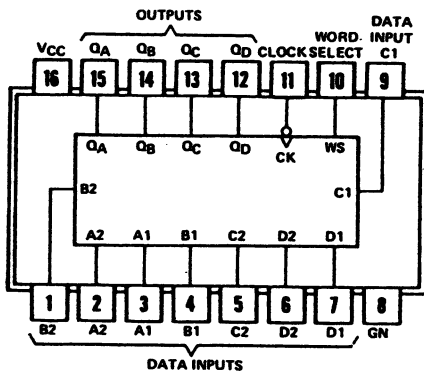 OUTPUTS
DATA
INPUT
WORD-
SELECT
VCC QA QB QC QD CLOCK C1
16 15 14 13 12 11 10 9
QA QB QC QD CK WS
B2 C1
A2 A1 B1 C2 D2 D1
1 2 3 4 5 6 7 8
B2 A2 A1 B1 C2 D2 D1 GN
DATA INPUTS